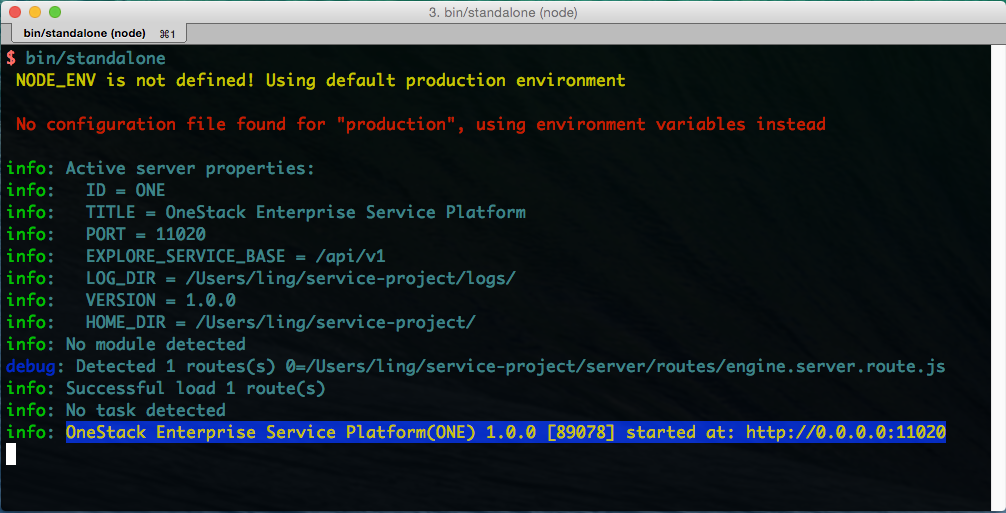 3. bin/standalone (node)
bin/standalone (node) ⌘1
$ bin/standalone
NODE_ENV is not defined! Using default production environment
No configuration file found for "production", using environment variables instead
info: Active server properties:
info:   ID = ONE
info:   TITLE = OneStack Enterprise Service Platform
info:   PORT = 11020
info:   EXPLORE_SERVICE_BASE = /api/v1
info:   LOG_DIR = /Users/ling/service-project/logs/
info:   VERSION = 1.0.0
info:   HOME_DIR = /Users/ling/service-project/
info: No module detected
debug: Detected 1 routes(s) 0=/Users/ling/service-project/server/routes/engine.server.route.js
info: Successful load 1 route(s)
info: No task detected
info: OneStack Enterprise Service Platform(ONE) 1.0.0 [89078] started at: http://0.0.0.0:11020